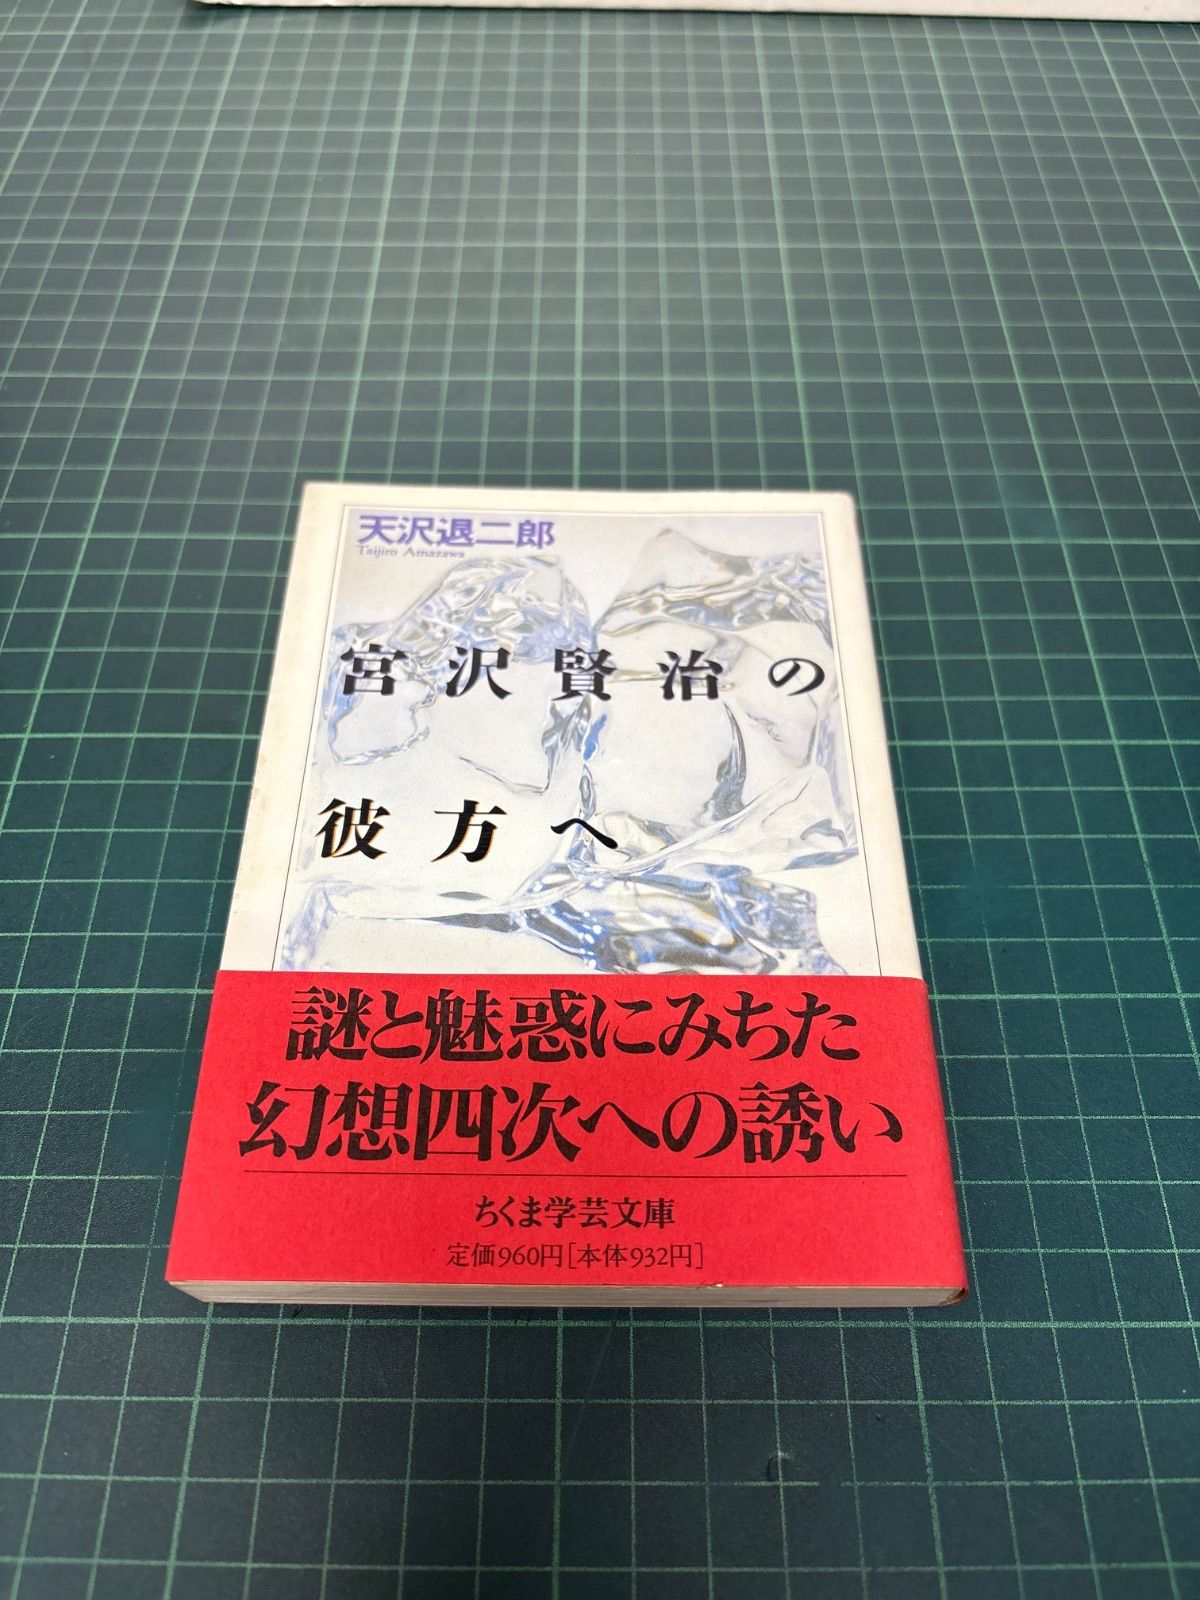 天沢退二郎
Taijiro Amazawa
宮沢賢治の
彼方へ
謎と魅惑にみちた
幻想四次への誘い
ちくま学芸文庫
定価960円[本体932円]